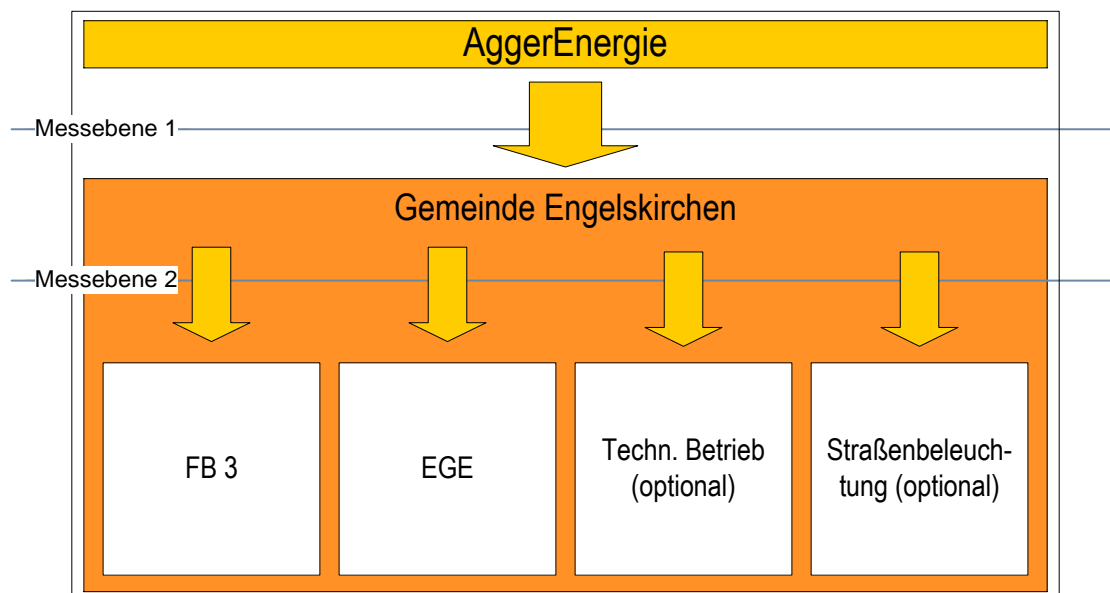 AggerEnergie
Messebene 1
Gemeinde Engelskirchen
Messebene 2
FB 3
EGE
Techn. Betrieb
(optional)
Straßenbeleuch-
tung (optional)